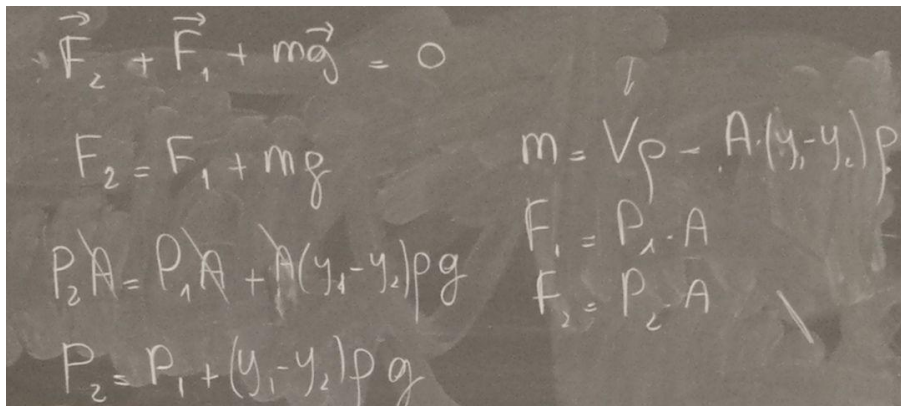 F⃗₂ + F⃗₁ + mg⃗ = 0
F₂ = F₁ + mg
P₂A = P₁A + A(y₁-y₂)ρg
P₂ = P₁ + (y₁-y₂)ρg
↓
m = Vρ - A·(y₁-y₂)ρ
F₁ = P₁·A
F₂ = P₂·A